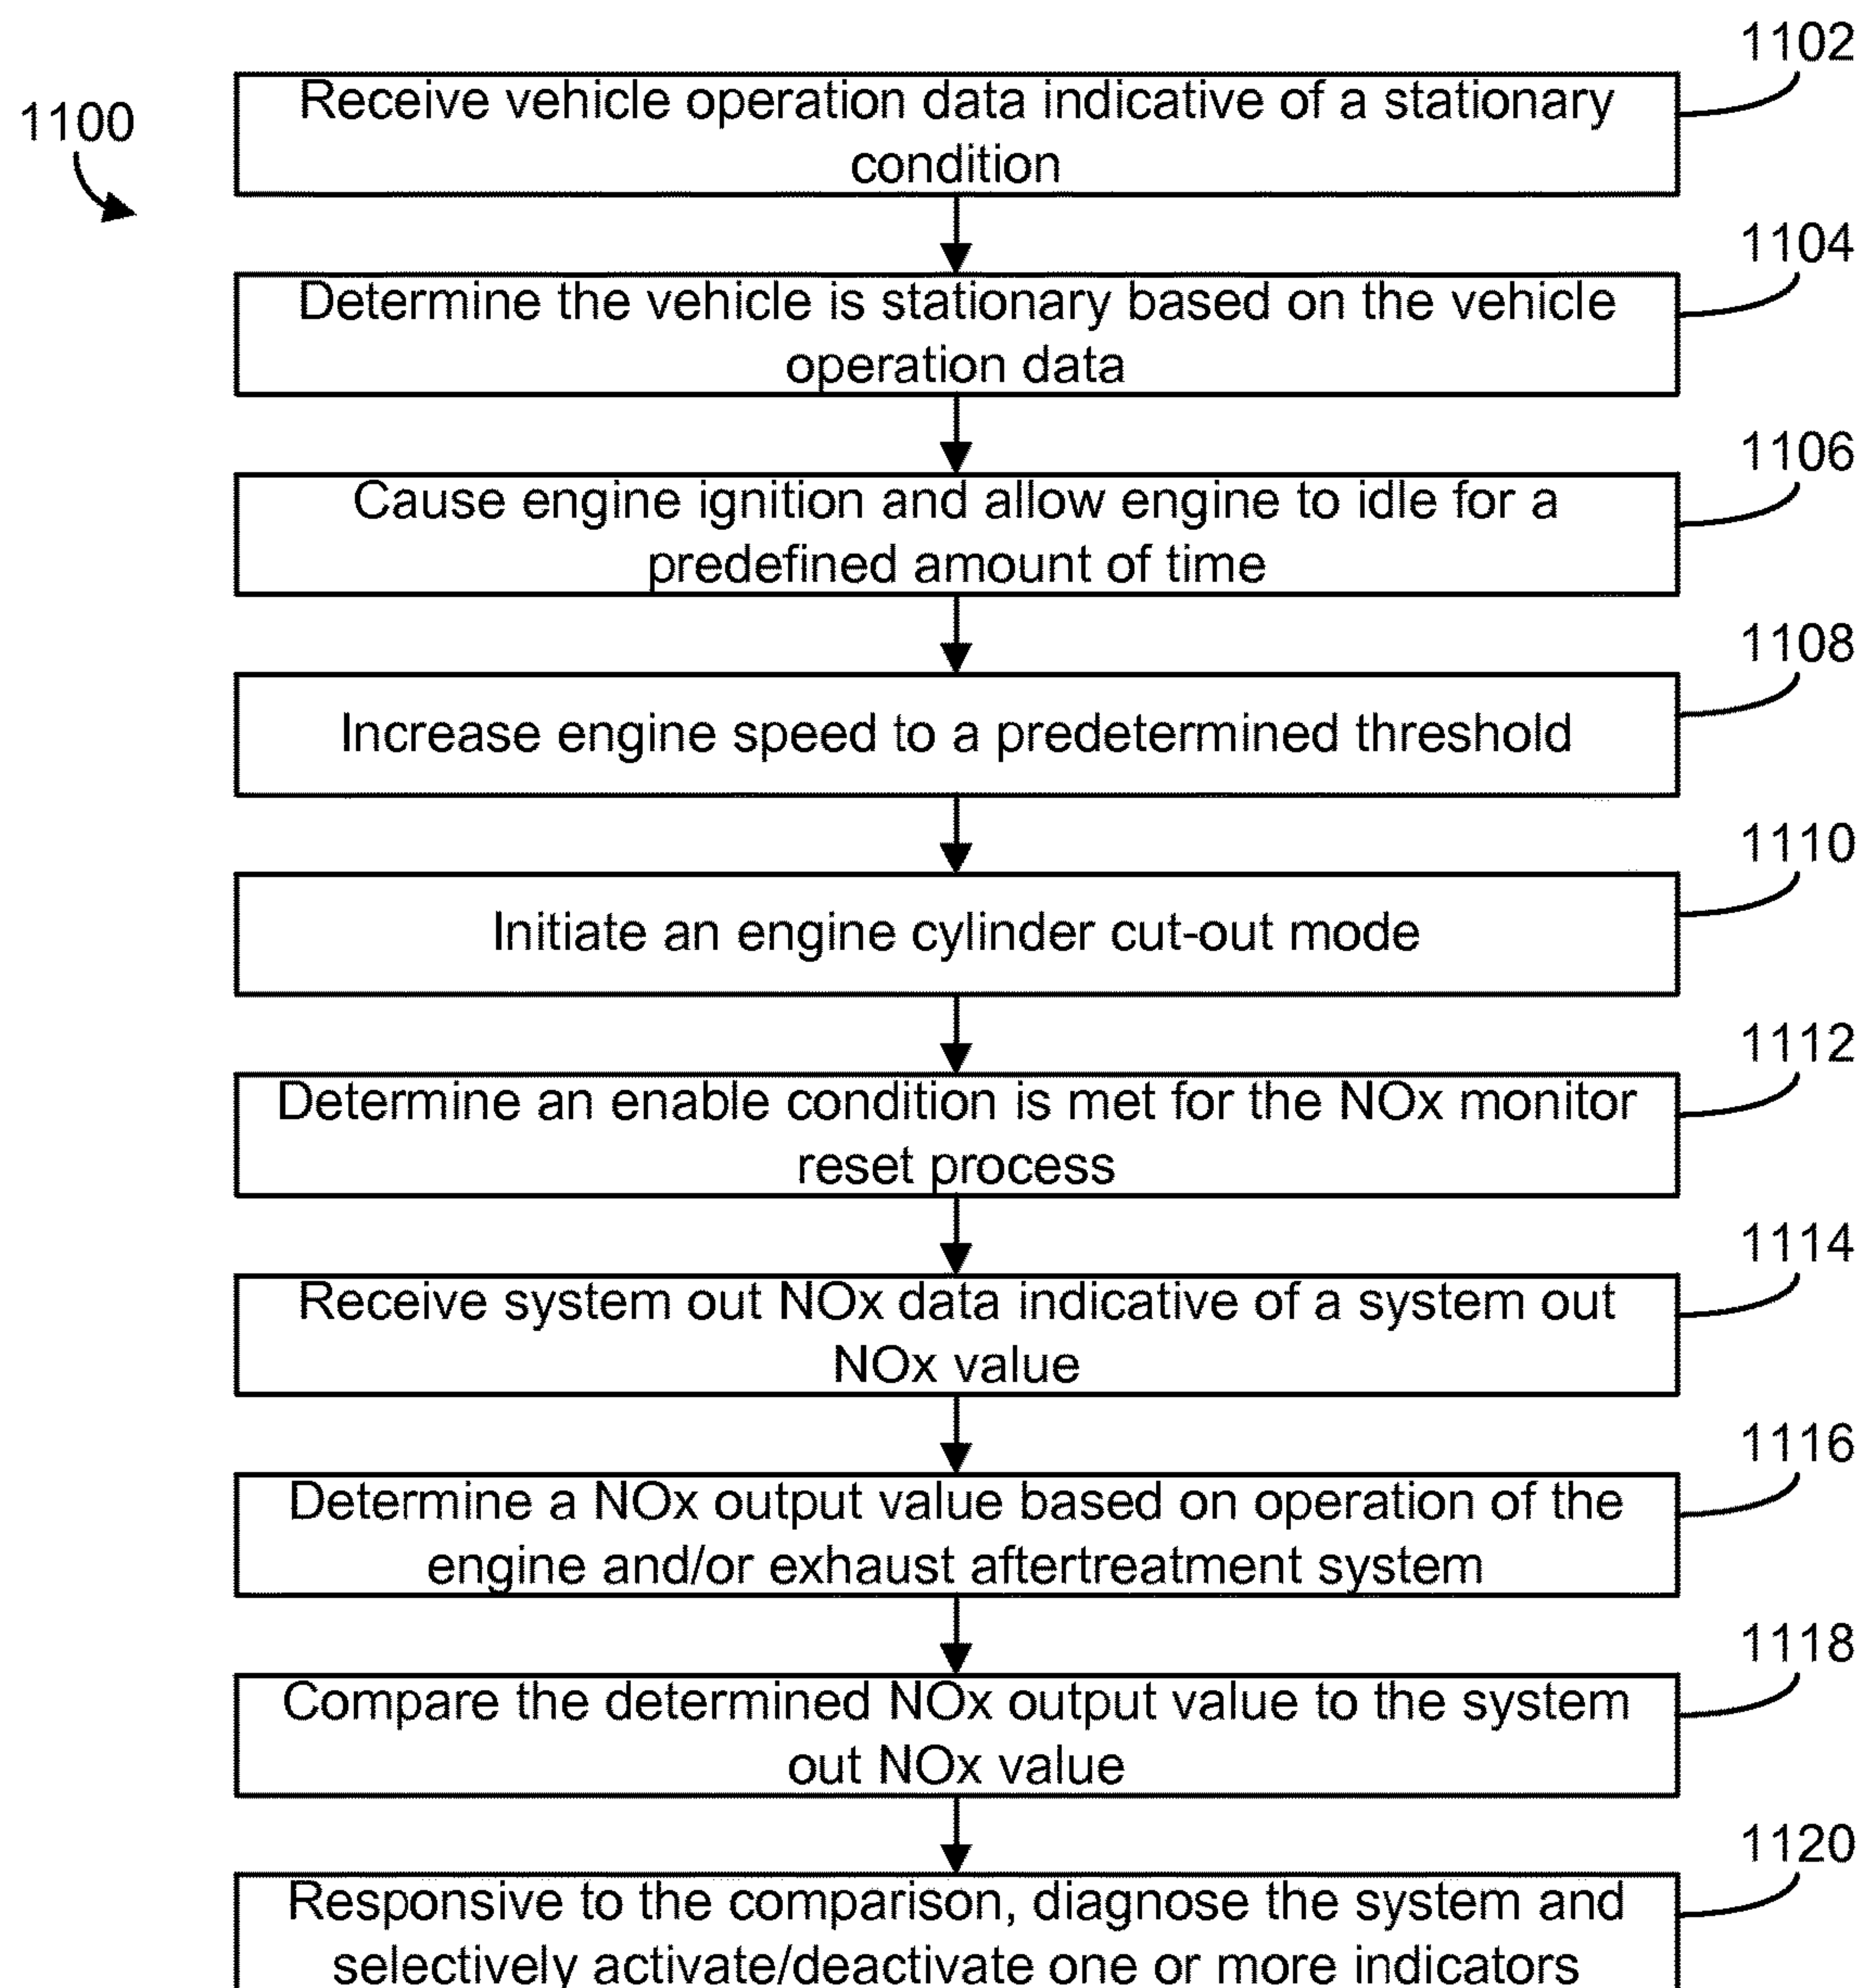 1100
1102
Receive vehicle operation data indicative of a stationary
condition
1104
Determine the vehicle is stationary based on the vehicle
operation data
1106
Cause engine ignition and allow engine to idle for a
predefined amount of time
1108
Increase engine speed to a predetermined threshold
1110
Initiate an engine cylinder cut-out mode
1112
Determine an enable condition is met for the NOx monitor
reset process
1114
Receive system out NOx data indicative of a system out
NOx value
1116
Determine a NOx output value based on operation of the
engine and/or exhaust aftertreatment system
1118
Compare the determined NOx output value to the system
out NOx value
1120
Responsive to the comparison, diagnose the system and
selectively activate/deactivate one or more indicators